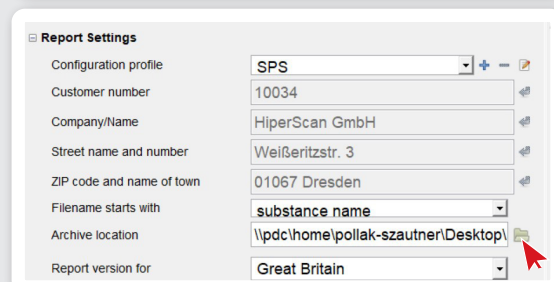 Report Settings
Configuration profile SPS
Customer number 10034
Company/Name HiperScan GmbH
Street name and number Weißeritzstr. 3
ZIP code and name of town 01067 Dresden
Filename starts with substance name
Archive location \\pdc\home\pollak-szautner\Desktop\
Report version for Great Britain